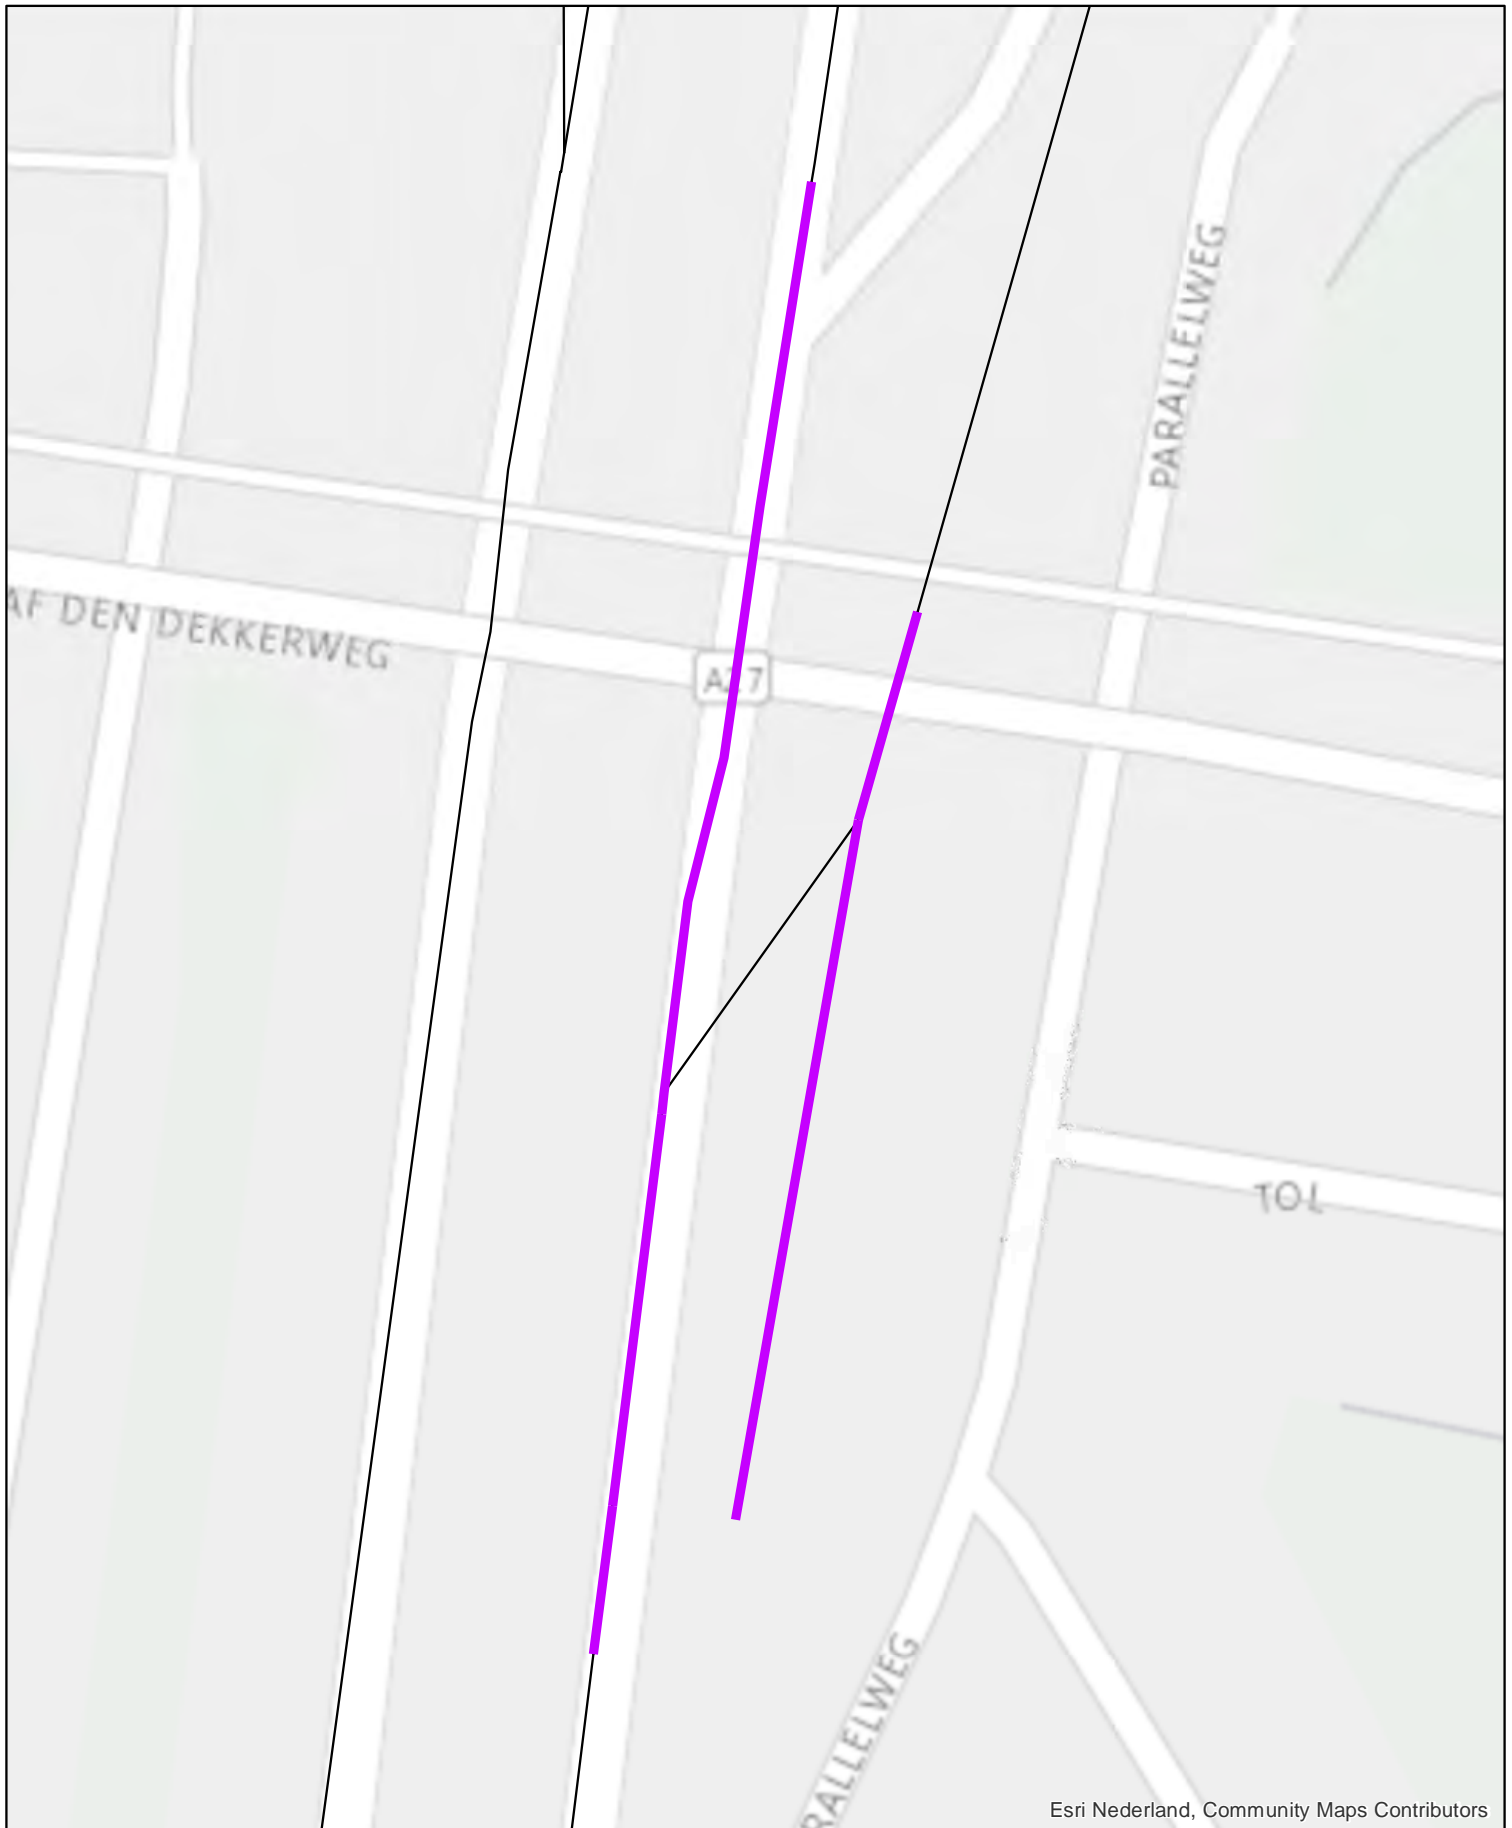 PARALLELWEG
AF DEN DEKKERWEG
TOL
RALLELWEG
Esri Nederland, Community Maps Contributors